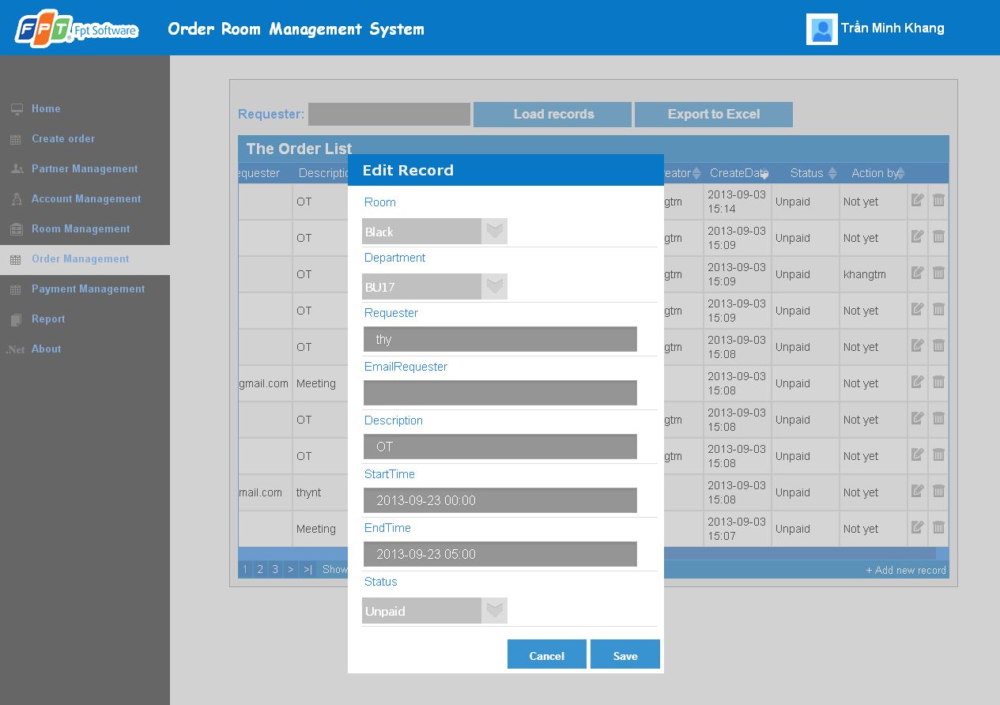 FPT Fpt Software
Order Room Management System
Trần Minh Khang
Home
Create order
Partner Management
Account Management
Room Management
Order Management
Payment Management
Report
.Net About
Requester:
Load records
Export to Excel
The Order List
equester Descriptio eator CreateDate Status Action by
OT gtm 2013-09-03 15:14 Unpaid Not yet
OT gtm 2013-09-03 15:09 Unpaid Not yet
OT gtm 2013-09-03 15:09 Unpaid khangtm
OT gtm 2013-09-03 15:09 Unpaid Not yet
OT gtm 2013-09-03 15:08 Unpaid Not yet
gmail.com Meeting 2013-09-03 15:08 Unpaid Not yet
OT gtm 2013-09-03 15:08 Unpaid Not yet
OT gtm 2013-09-03 15:08 Unpaid Not yet
mail.com thynt 2013-09-03 15:08 Unpaid Not yet
Meeting 2013-09-03 15:07 Unpaid Not yet
1 2 3 > >| Show
+ Add new record
Edit Record
Room
Black
Department
BU17
Requester
thy
EmailRequester
Description
OT
StartTime
2013-09-23 00:00
EndTime
2013-09-23 05:00
Status
Unpaid
Cancel
Save